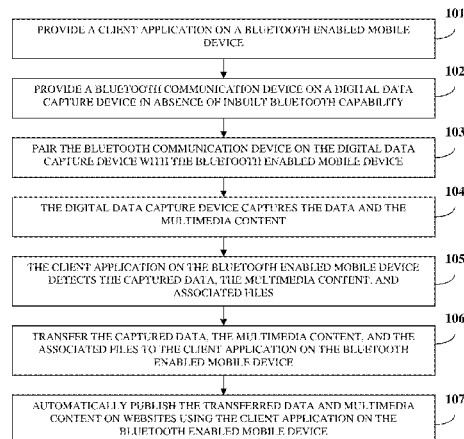 101
PROVIDE A CLIENT APPLICATION ON A BLUETOOTH ENABLED MOBILE
DEVICE
102
PROVIDE A BLUETOOTH COMMUNICATION DEVICE ON A DIGITAL DATA
CAPTURE DEVICE IN ABSENCE OF INBUILT BLUETOOTH CAPABILITY
103
PAIR THE BLUETOOTH COMMUNICATION DEVICE ON THE DIGITAL DATA
CAPTURE DEVICE WITH THE BLUETOOTH ENABLED MOBILE DEVICE
104
THE DIGITAL DATA CAPTURE DEVICE CAPTURES THE DATA AND THE
MULTIMEDIA CONTENT
105
THE CLIENT APPLICATION ON THE BLUETOOTH ENABLED MOBILE DEVICE
DETECTS THE CAPTURED DATA, THE MULTIMEDIA CONTENT, AND
ASSOCIATED FILES
106
TRANSFER THE CAPTURED DATA, THE MULTIMEDIA CONTENT, AND THE
ASSOCIATED FILES TO THE CLIENT APPLICATION ON THE BLUETOOTH
ENABLED MOBILE DEVICE
107
AUTOMATICALLY PUBLISH THE TRANSFERRED DATA AND MULTIMEDIA
CONTENT ON WEBSITES USING THE CLIENT APPLICATION ON THE
BLUETOOTH ENABLED MOBILE DEVICE